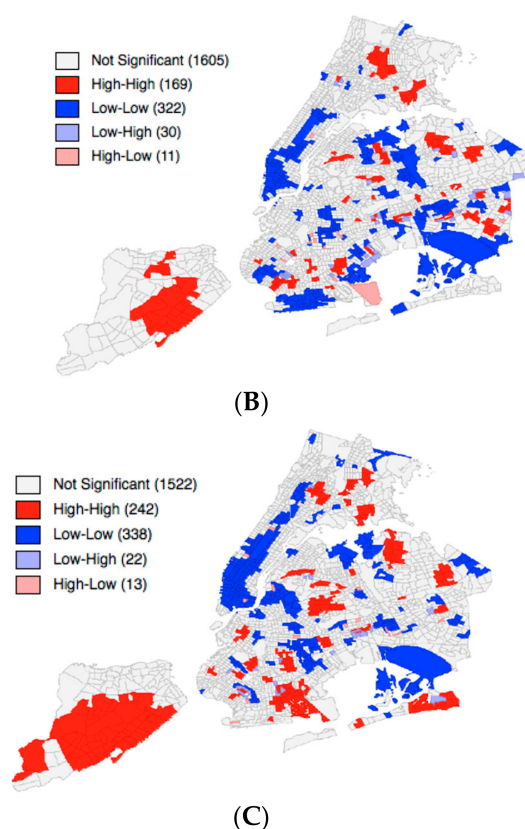 Not Significant (1605)
High-High (169)
Low-Low (322)
Low-High (30)
High-Low (11)
(B)
Not Significant (1522)
High-High (242)
Low-Low (338)
Low-High (22)
High-Low (13)
(C)